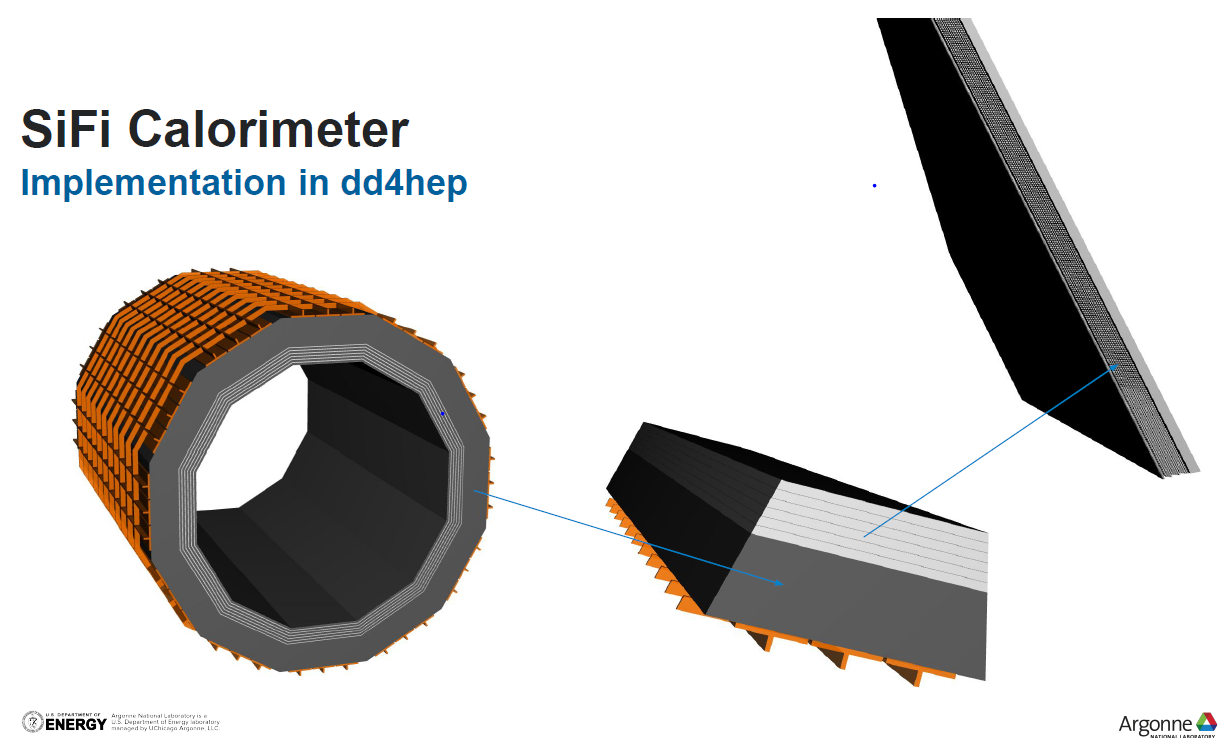 SiFi Calorimeter
Implementation in dd4hep
U.S. DEPARTMENT OF
ENERGY
Argonne National Laboratory is a
U.S. Department of Energy laboratory
managed by UChicago Argonne, LLC.
Argonne
NATIONAL LABORATORY